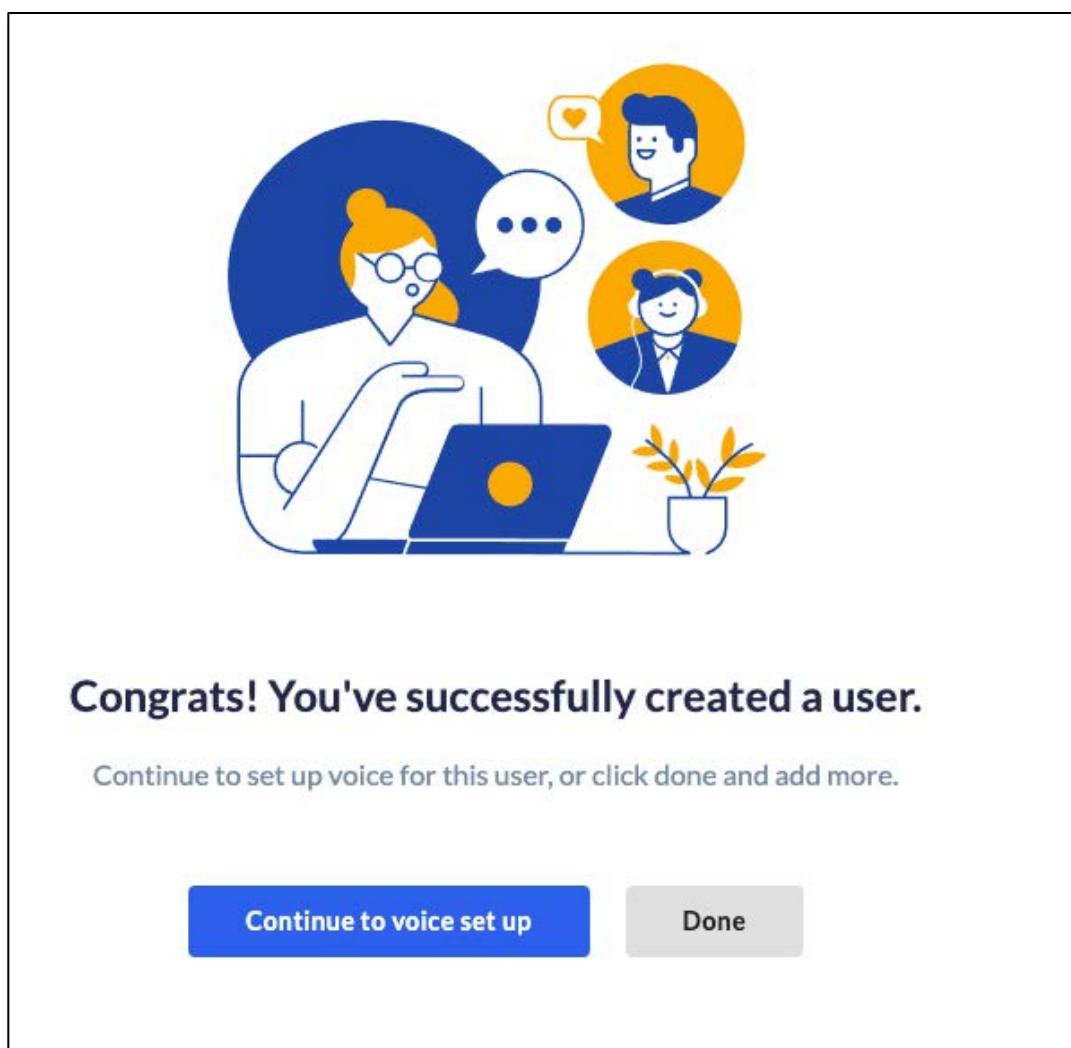 Congrats! You've successfully created a user.
Continue to set up voice for this user, or click done and add more.
Continue to voice set up
Done